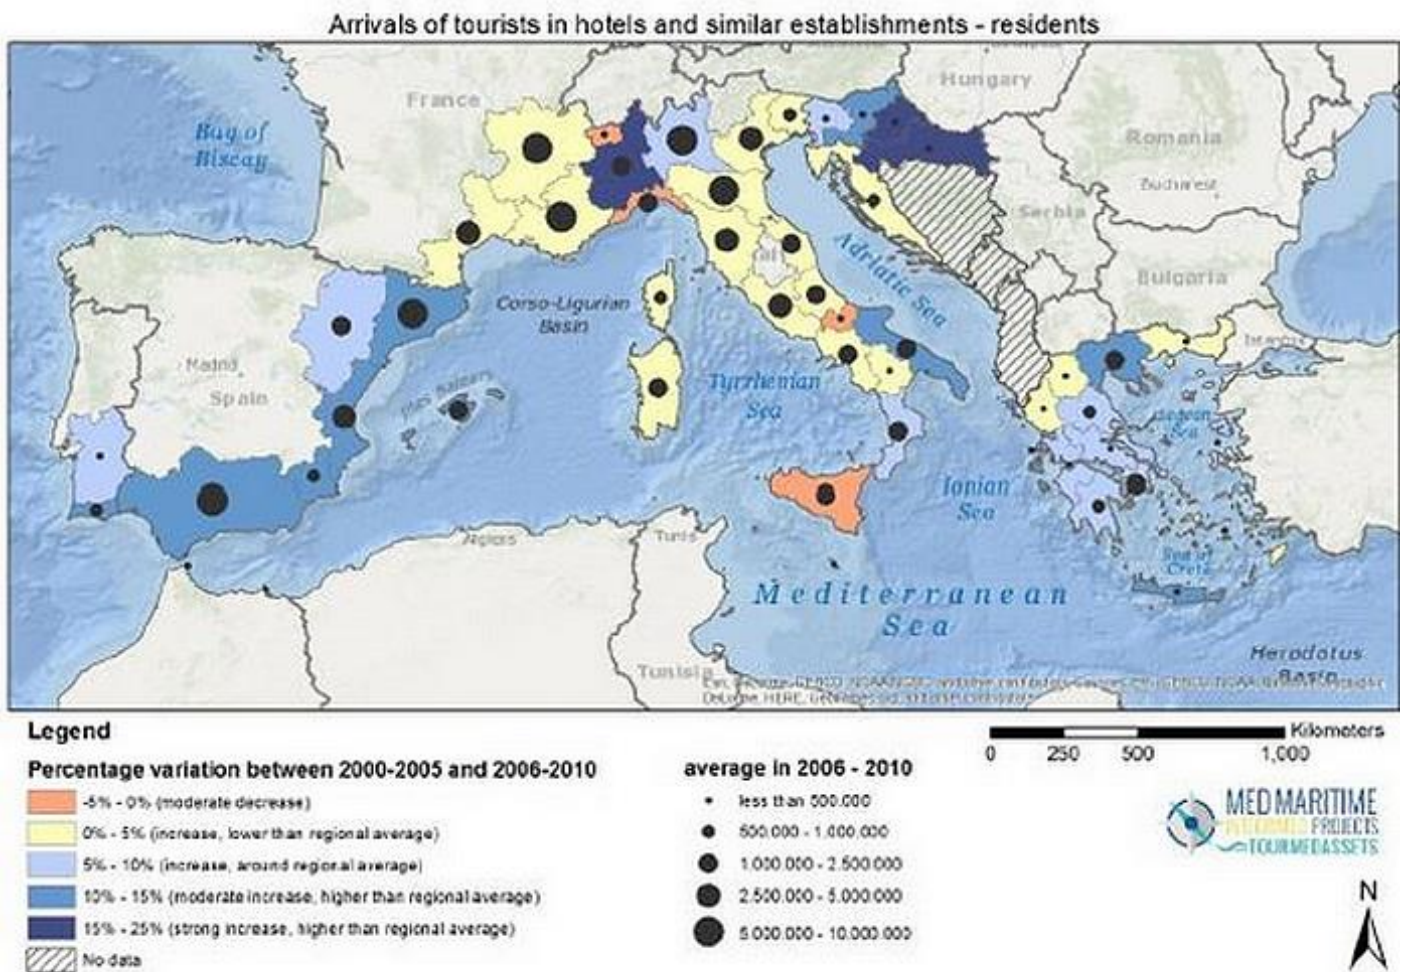 Arrivals of tourists in hotels and similar establishments - residents
Hungary
France
Bay of
Biscay
Romania
Bucharest
Serbia
Adriatic Sea
Bulgaria
Corso-Ligurian
Basin
Istanbul
Madrid
Spain
Illes Balears
Tyrrhenian
Sea
Aegean
Sea
Ionian
Sea
Algiers
Tunis
Sea of
Crete
Mediterranean
Sea
Herodotus
Basin
Tunisia
Legend
Percentage variation between 2000-2005 and 2006-2010
-5% - 0% (moderate decrease)
0% - 5% (increase, lower than regional average)
5% - 10% (increase, around regional average)
10% - 15% (moderate increase, higher than regional average)
15% - 25% (strong increase, higher than regional average)
No data
average in 2006 - 2010
less than 500.000
500.000 - 1.000.000
1.000.000 - 2.500.000
2.500.000 - 5.000.000
5.000.000 - 10.000.000
Kilometers
0 250 500 1,000
MED MARITIME
INTEGRATED PROJECTS
TOURMEDASSETS
N